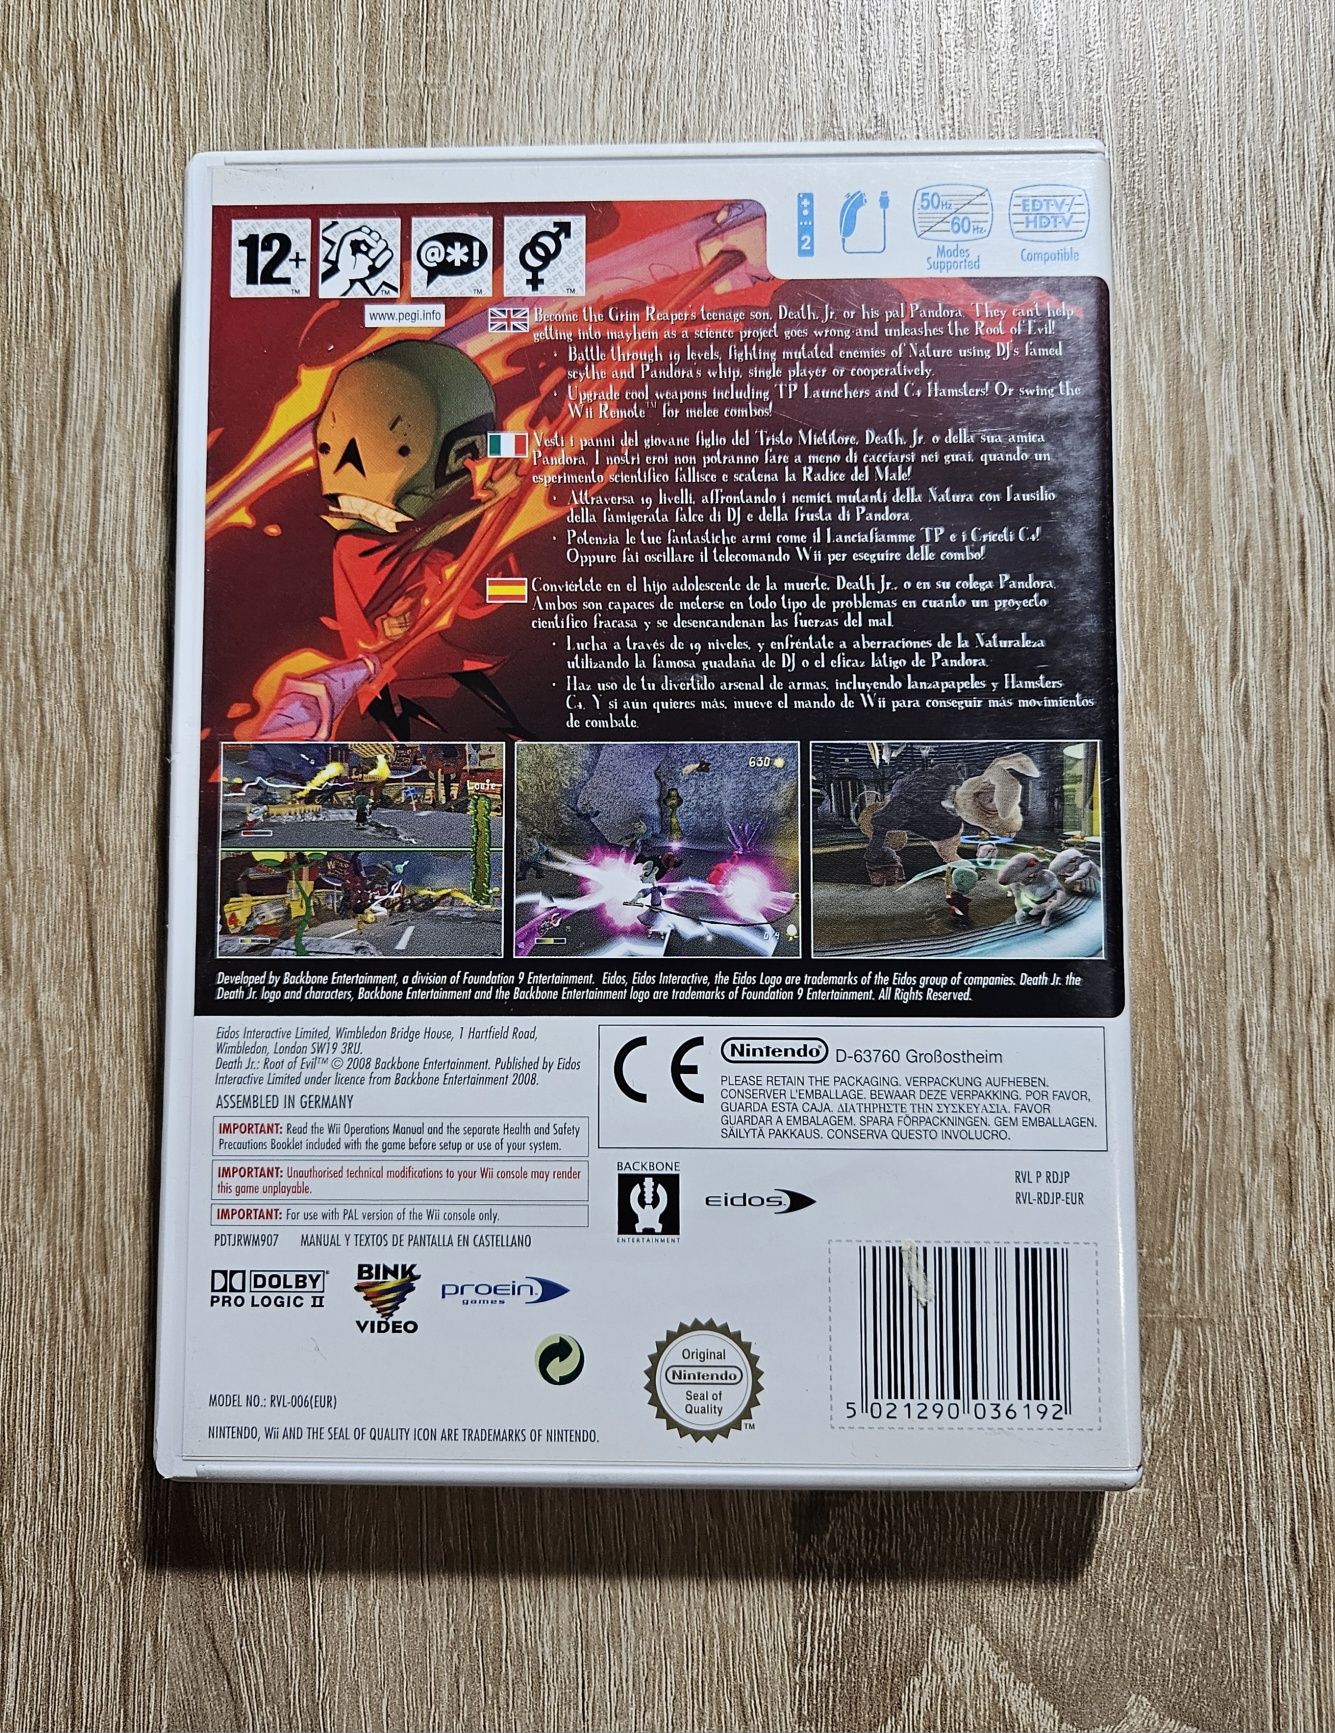 12+
@*!
www.pegi.info
2
50Hz
60Hz
Modes
Supported
EDTV/
HDTV
Compatible
Become the Grim Reaper's teenage son, Death, Jr. or his pal Pandora. They can't help
getting into mayhem as a science project goes wrong and unleashes the Root of Evil!
· Battle through 19 levels, fighting mutated enemies of Nature using DJ's famed
scythe and Pandora's whip, single player or cooperatively.
· Upgrade cool weapons including TP Launchers and C4 Hamsters! Or swing the
Wii Remote™ for melee combos!
Vesti i panni del giovane figlio del Tristo Mietitore, Death, Jr. o della sua amica
Pandora. I nostri eroi non potranno fare a meno di cacciarsi nei guai, quando un
esperimento scientifico fallisce e scatena la Radice del Male!
· Attraversa 19 livelli, affrontando i nemici mutanti della Natura con l'ausilio
della famigerata falce di DJ e della frusta di Pandora.
· Potenzia le tue fantastiche armi come il Lanciafiamme TP e i Criceti C4!
Oppure fai oscillare il telecomando Wii per eseguire delle combo!
Conviértete en el hijo adolescente de la muerte, Death Jr., o en su colega Pandora.
Ambos son capaces de meterse en todo tipo de problemas en cuanto un proyecto
científico fracasa y se desencandenan las fuerzas del mal.
· Lucha a través de 19 niveles, y enfréntate a aberraciones de la Naturaleza
utilizando la famosa guadaña de DJ o el eficaz látigo de Pandora.
· Haz uso de tu divertido arsenal de armas, incluyendo lanzapapeles y Hamsters
C4. Y si aún quieres más, mueve el mando de Wii para conseguir más movimientos
de combate.
Louie
630
Developed by Backbone Entertainment, a division of Foundation 9 Entertainment. Eidos, Eidos Interactive, the Eidos Logo are trademarks of the Eidos group of companies. Death Jr. the
Death Jr. logo and characters, Backbone Entertainment and the Backbone Entertainment logo are trademarks of Foundation 9 Entertainment. All Rights Reserved.
Eidos Interactive Limited, Wimbledon Bridge House, 1 Hartfield Road,
Wimbledon, London SW19 3RU.
Death Jr.: Root of Evil™ © 2008 Backbone Entertainment. Published by Eidos
Interactive Limited under licence from Backbone Entertainment 2008.
ASSEMBLED IN GERMANY
IMPORTANT: Read the Wii Operations Manual and the separate Health and Safety
Precautions Booklet included with the game before setup or use of your system.
IMPORTANT: Unauthorised technical modifications to your Wii console may render
this game unplayable.
IMPORTANT: For use with PAL version of the Wii console only.
PDTJRWM907 MANUAL Y TEXTOS DE PANTALLA EN CASTELLANO
CE Nintendo D-63760 Großostheim
PLEASE RETAIN THE PACKAGING. VERPACKUNG AUFHEBEN.
CONSERVER L'EMBALLAGE. BEWAAR DEZE VERPAKKING. POR FAVOR,
GUARDA ESTA CAJA. ΔΙΑΤΗΡΗΣΤΕ ΤΗΝ ΣΥΣΚΕΥΑΣΙΑ. FAVOR
GUARDAR A EMBALAGEM. SPARA FÖRPACKNINGEN. GEM EMBALLAGEN.
SÄILYTÄ PAKKAUS. CONSERVA QUESTO INVOLUCRO.
BACKBONE
ENTERTAINMENT
eidos
RVL P RDJP
RVL-RDJP-EUR
DOLBY
PRO LOGIC II
BINK
VIDEO
proein
games
Original
Nintendo
Seal of
Quality
TM
5 021290 036192
MODEL NO.: RVL-006(EUR)
NINTENDO, Wii AND THE SEAL OF QUALITY ICON ARE TRADEMARKS OF NINTENDO.